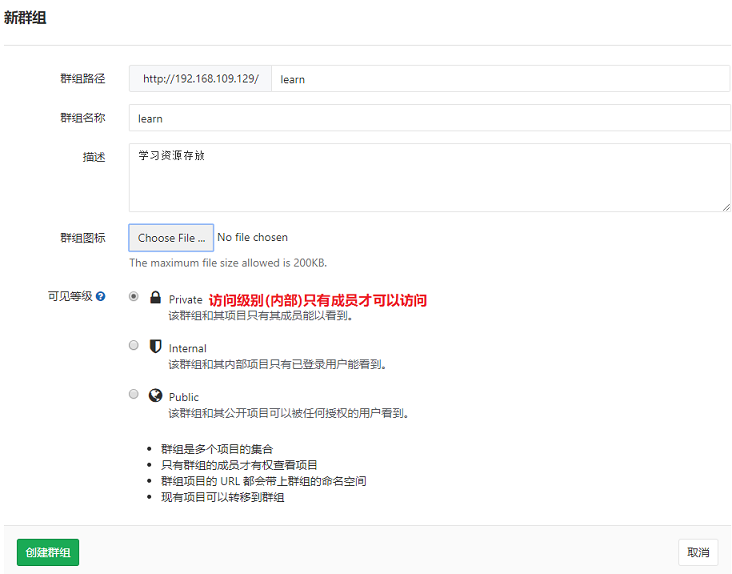 新群组
群组路径 http://192.168.109.129/ learn
群组名称 learn
描述 学习资源存放
群组图标 Choose File ... No file chosen
The maximum file size allowed is 200KB.
可见等级 ? Private 访问级别(内部)只有成员才可以访问
该群组和其项目只有其成员能以看到。
Internal
该群组和其内部项目只有已登录用户能看到。
Public
该群组和其公开项目可以被任何授权的用户看到。
• 群组是多个项目的集合
• 只有群组的成员才有权查看项目
• 群组项目的 URL 都会带上群组的命名空间
• 现有项目可以转移到群组
创建群组 取消